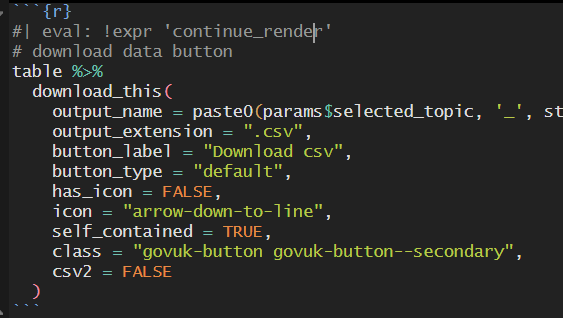 ```{r}
#| eval: !expr 'continue_render'
# download data button
table %>%
  download_this(
    output_name = paste0(params$selected_topic, '_', st
    output_extension = ".csv",
    button_label = "Download csv",
    button_type = "default",
    has_icon = FALSE,
    icon = "arrow-down-to-line",
    self_contained = TRUE,
    class = "govuk-button govuk-button--secondary",
    csv2 = FALSE
  )
```